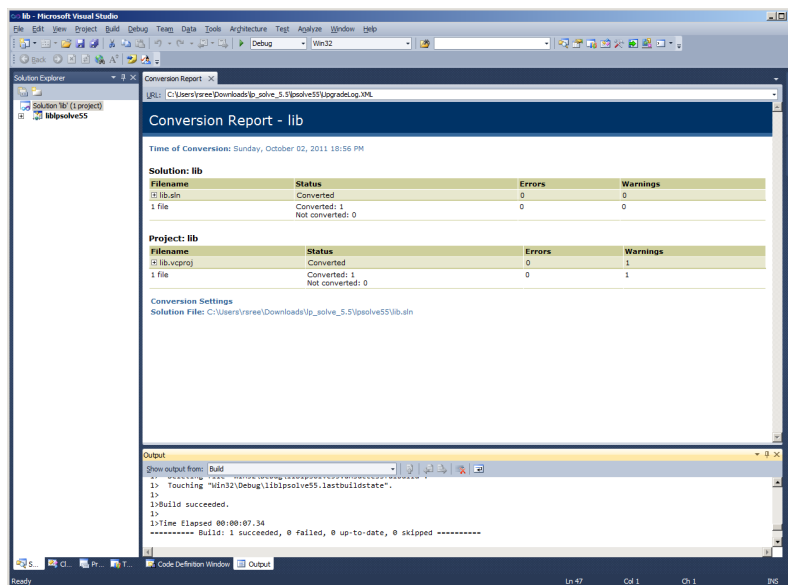 lib - Microsoft Visual Studio
File Edit View Project Build Debug Team Data Tools Architecture Test Analyze Window Help
Debug Win32
Back
Solution Explorer
Solution 'lib' (1 project)
liblpsolve55
Conversion Report
URL: C:\Users\rsree\Downloads\lp_solve_5.5\lpsolve55\UpgradeLog.XML
Conversion Report - lib
Time of Conversion: Sunday, October 02, 2011 18:56 PM
Solution: lib
Filename Status Errors Warnings
lib.sln Converted 0 0
1 file Converted: 1 0 0
Not converted: 0
Project: lib
Filename Status Errors Warnings
lib.vcproj Converted 0 1
1 file Converted: 1 0 1
Not converted: 0
Conversion Settings
Solution File: C:\Users\rsree\Downloads\lp_solve_5.5\lpsolve55\lib.sln
Output
Show output from: Build
1> Touching "Win32\Debug\liblpsolve55.lastbuildstate".
1>
1>Build succeeded.
1>
1>Time Elapsed 00:00:07.34
========== Build: 1 succeeded, 0 failed, 0 up-to-date, 0 skipped ==========
S... Cl... Pr... T... Code Definition Window Output
Ready Ln 47 Col 1 Ch 1 INS